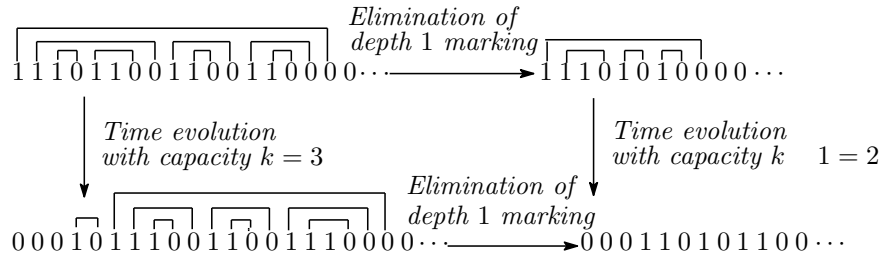 Elimination of
depth 1 marking
1 1 1 0 1 1 0 0 1 1 0 0 1 1 0 0 0 0 ···
1 1 1 0 1 0 1 0 0 0 0 ···
Time evolution
with capacity k = 3
Time evolution
with capacity k 1 = 2
Elimination of
depth 1 marking
0 0 0 1 0 1 1 1 0 0 1 1 0 0 1 1 1 0 0 0 0 ···
0 0 0 1 1 0 1 0 1 1 0 0 ···